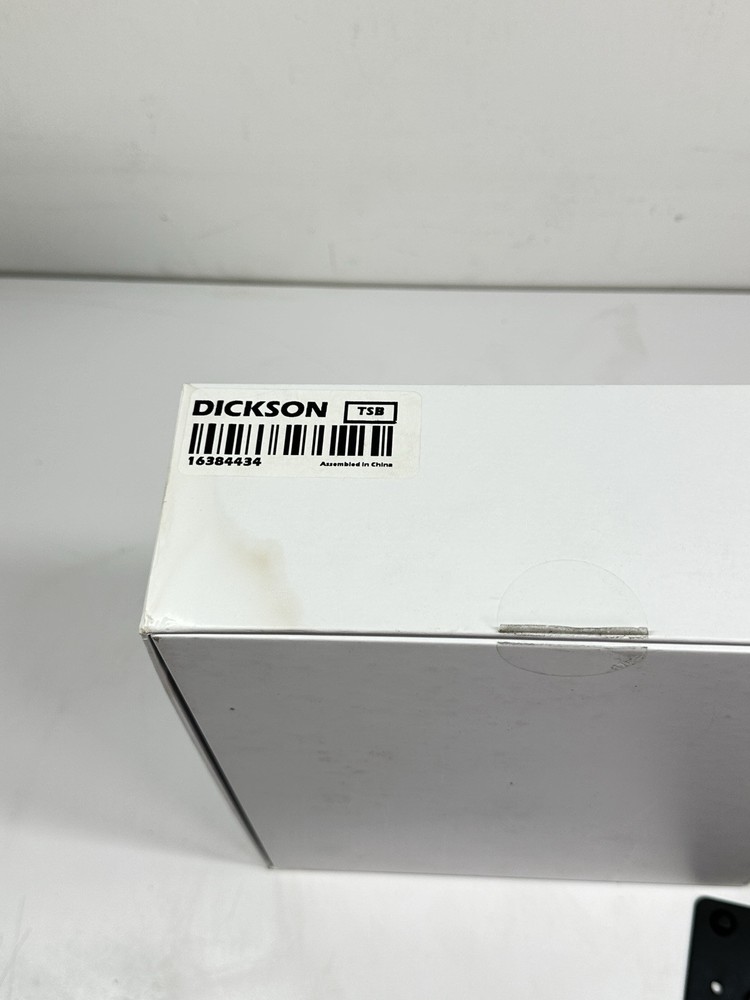 DICKSON TSB
16384434 Assembled in China